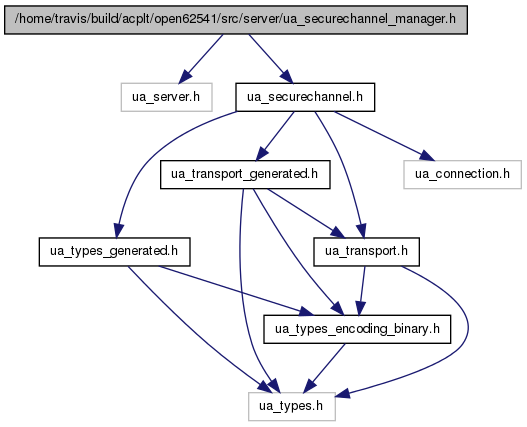 /home/travis/build/acplt/open62541/src/server/ua_securechannel_manager.h
ua_server.h
ua_securechannel.h
ua_transport_generated.h
ua_connection.h
ua_types_generated.h
ua_transport.h
ua_types_encoding_binary.h
ua_types.h